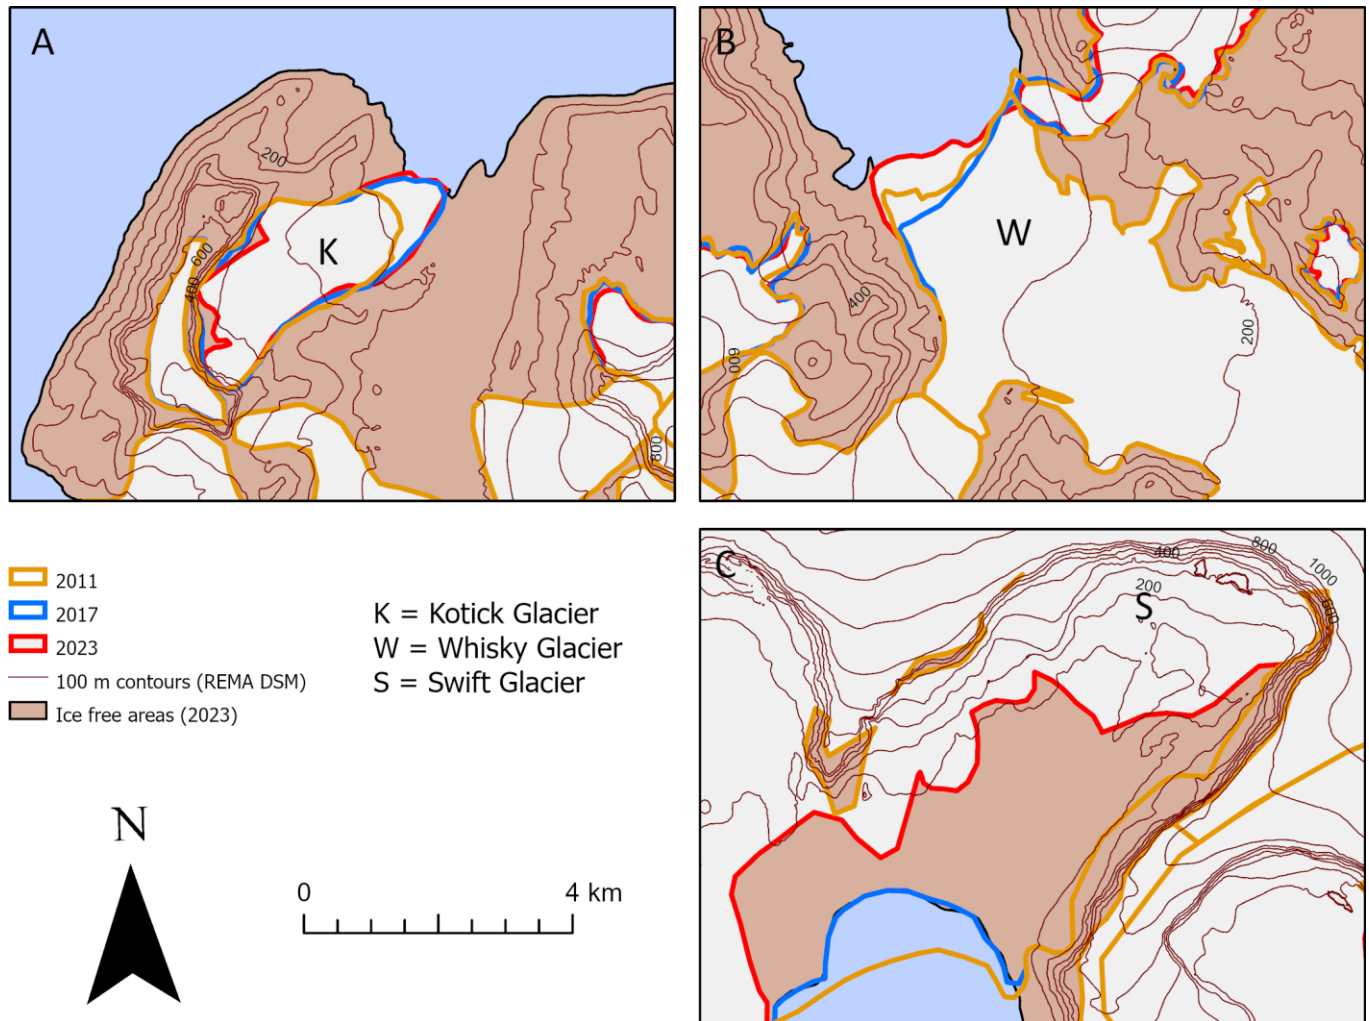 A
200
600
400
K
800
B
400
600
W
200
C
400
800
1000
200
600
S
2011
2017
2023
100 m contours (REMA DSM)
Ice free areas (2023)
K = Kotick Glacier
W = Whisky Glacier
S = Swift Glacier
N
0 4 km